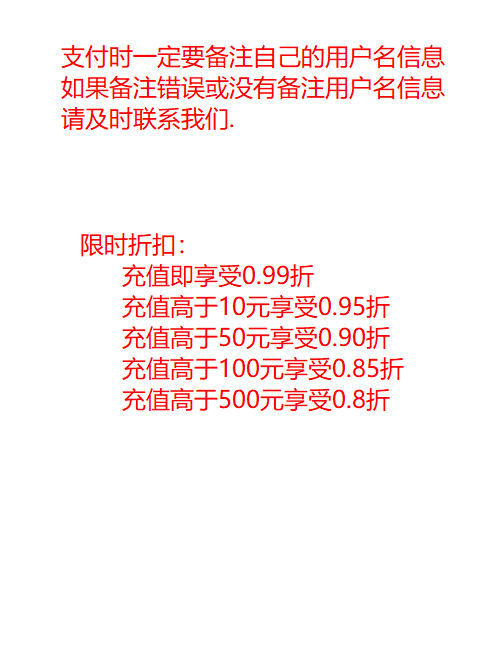 支付时一定要备注自己的用户名信息
如果备注错误或没有备注用户名信息
请及时联系我们.
限时折扣：
充值即享受0.99折
充值高于10元享受0.95折
充值高于50元享受0.90折
充值高于100元享受0.85折
充值高于500元享受0.8折